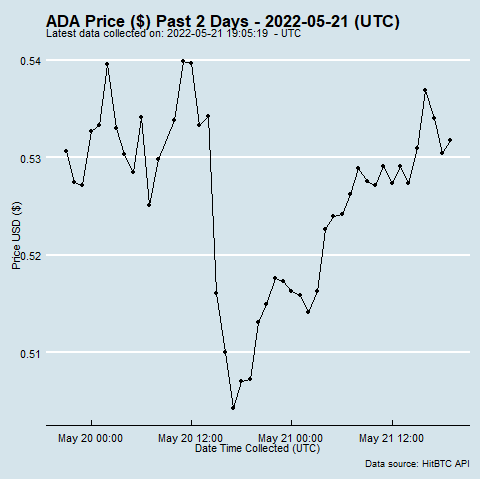 ADA Price ($) Past 2 Days - 2022-05-21 (UTC)
Latest data collected on: 2022-05-21 19:05:19 - UTC
0.54
0.53
0.52
0.51
Price USD ($)
May 20 00:00 May 20 12:00 May 21 00:00 May 21 12:00
Date Time Collected (UTC)
Data source: HitBTC API